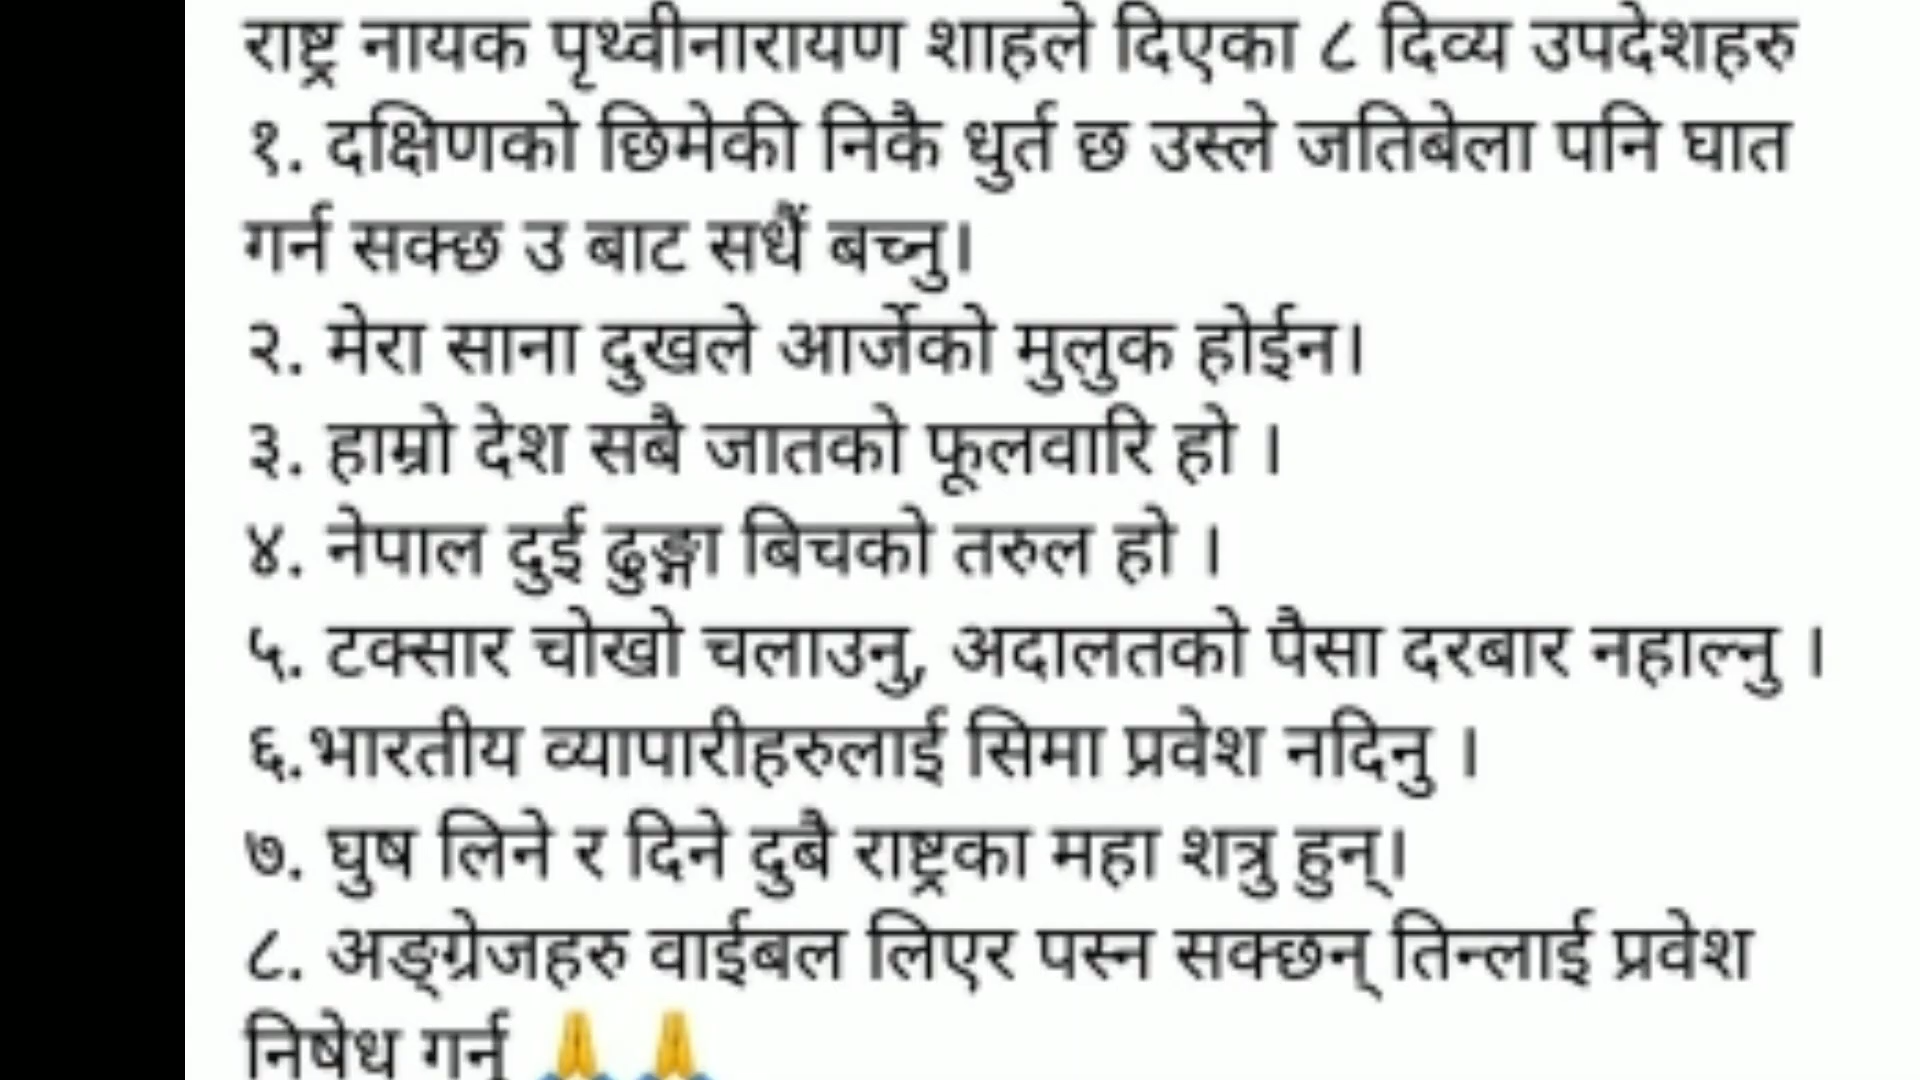 राष्ट्र नायक पृथ्वीनारायण शाहले दिएका ८ दिव्य उपदेशहरु
१. दक्षिणको छिमेकी निकै धुर्त छ उस्ले जतिबेला पनि घात
गर्न सक्छ उ बाट सधैं बच्नु।
२. मेरा साना दुखले आर्जेको मुलुक होईन।
३. हाम्रो देश सबै जातको फूलवारि हो ।
४. नेपाल दुई ढुङ्गा बिचको तरुल हो ।
५. टक्सार चोखो चलाउनु, अदालतको पैसा दरबार नहाल्नु ।
६.भारतीय व्यापारीहरुलाई सिमा प्रवेश नदिनु ।
७. घुष लिने र दिने दुबै राष्ट्रका महा शत्रु हुन्।
८. अङ्ग्रेजहरु वाईबल लिएर पस्न सक्छन् तिन्लाई प्रवेश
निषेध गर्नु 🙏🙏